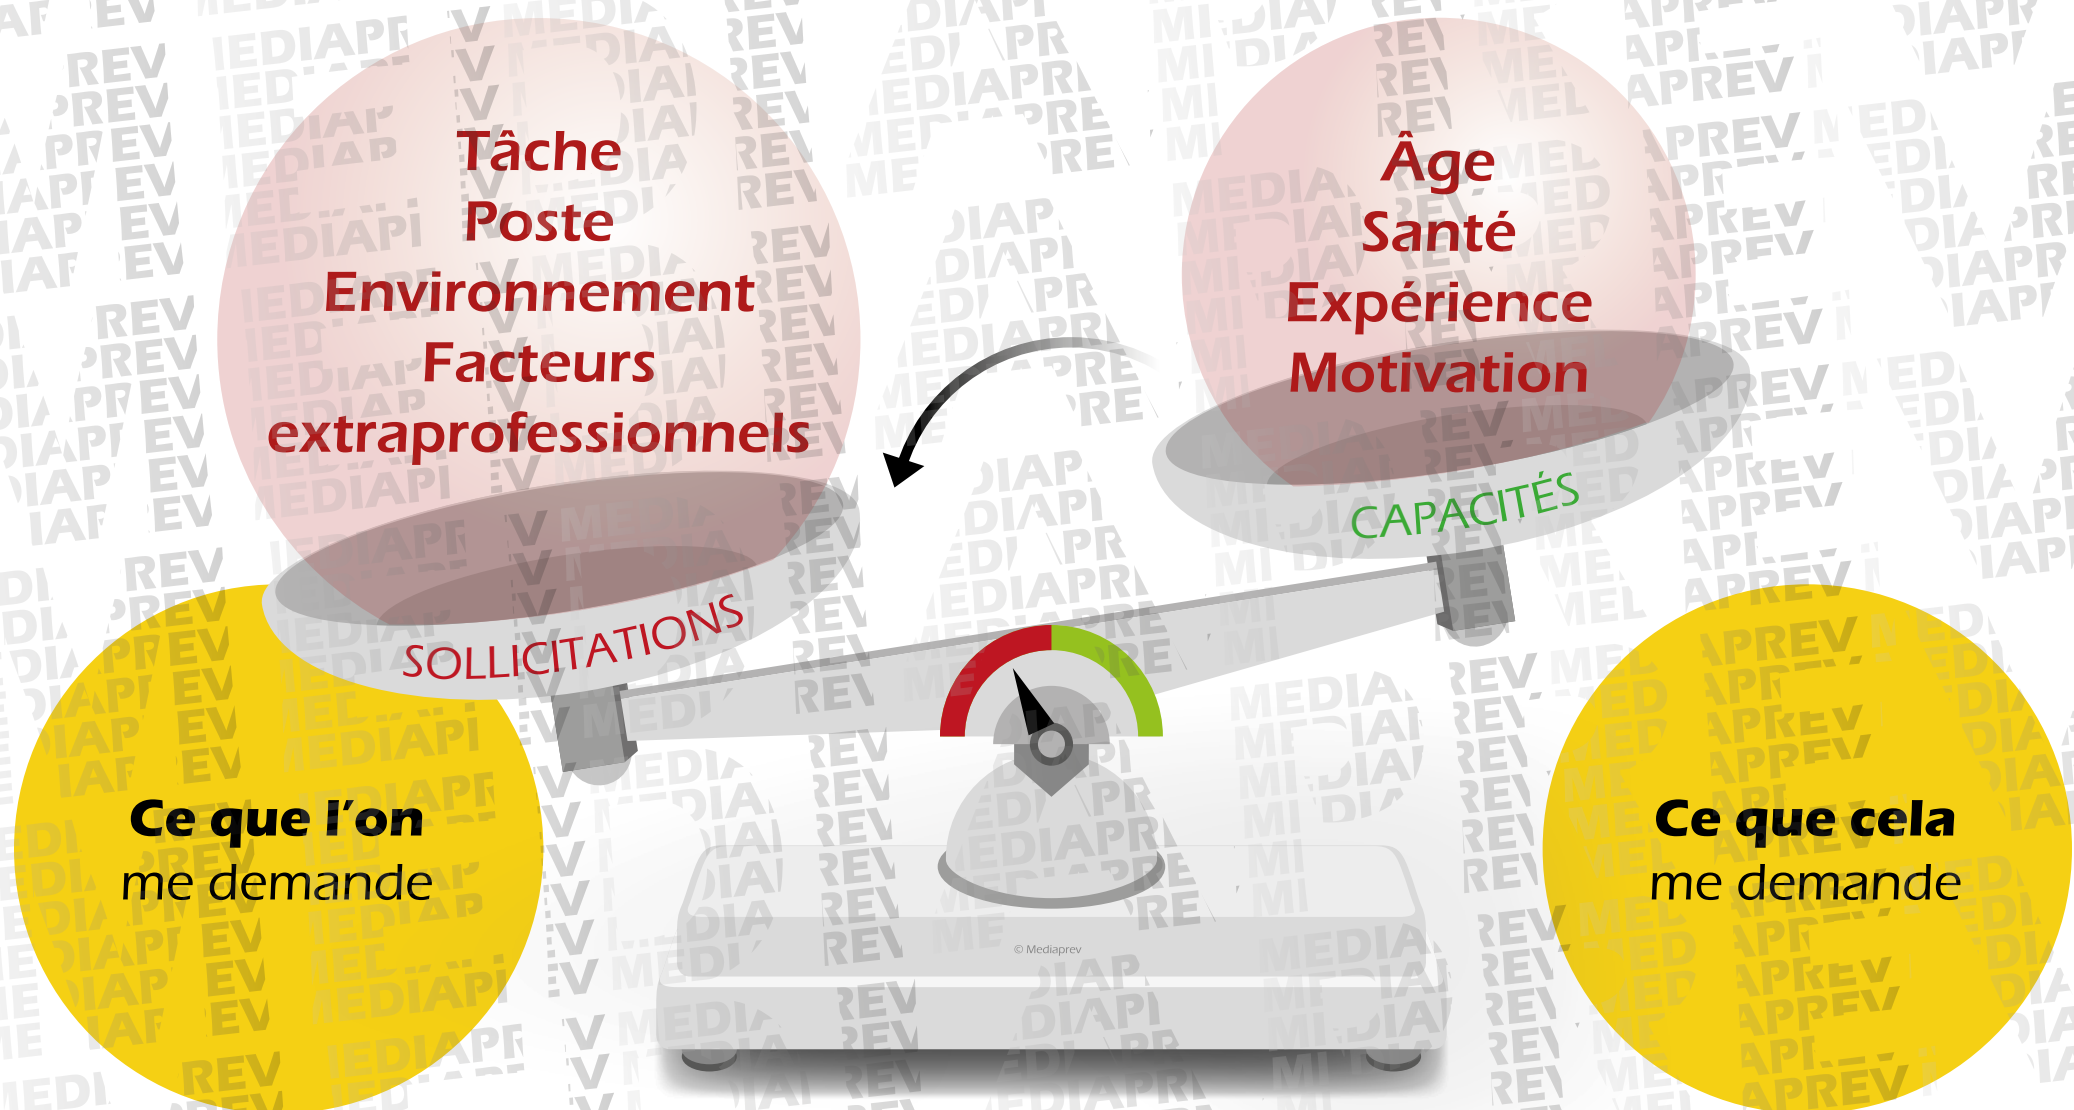 Tâche
Poste
Environnement
Facteurs
extraprofessionnels
SOLLICITATIONS
Âge
Santé
Expérience
Motivation
CAPACITÉS
Ce que l'on
me demande
Ce que cela
me demande
© Mediaprev